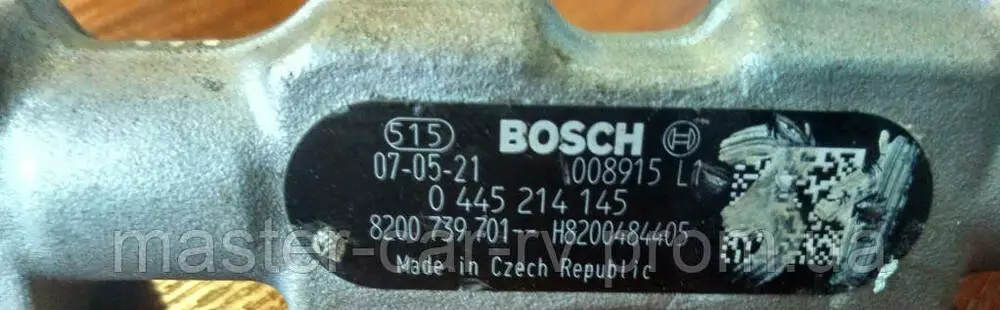 515 BOSCH
07-05-21 008915 L1
0 445 214 145
8200 739 701-- H8200484405
Made in Czech Republic
master-car-rv.prom.ua